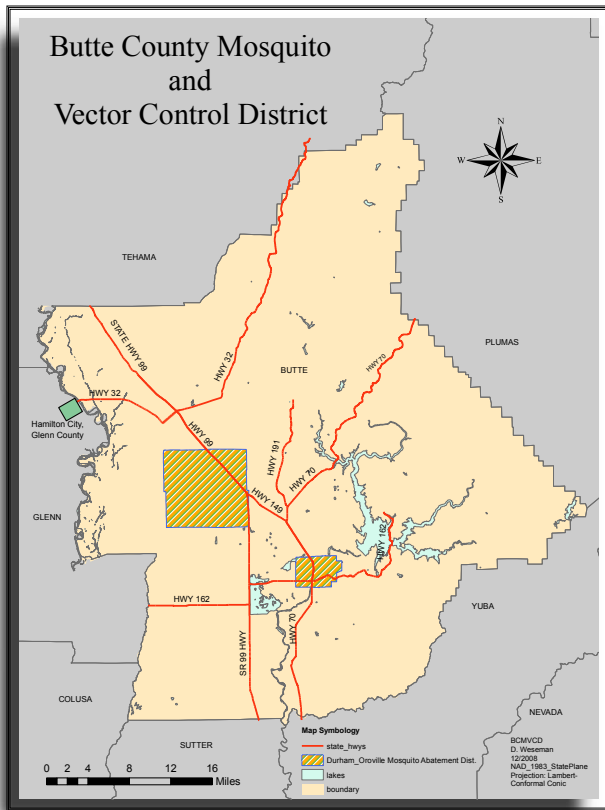 Butte County Mosquito
and
Vector Control District
N
W
E
S
TEHAMA
PLUMAS
STATE HWY 99
HWY 32
HWY 70
BUTTE
HWY 32
Hamilton City,
Glenn County
HWY 99
HWY 191
HWY 70
HWY 149
GLENN
HWY 162
HWY 162
YUBA
HWY 70
SR 99 HWY
COLUSA
NEVADA
SUTTER
Map Symbology
state_hwys
Durham_Oroville Mosquito Abatement Dist.
lakes
boundary
0 2 4 8 12 16
Miles
BCMVCD
D. Weseman
12/2008
NAD_1983_StatePlane
Projection: Lambert-
Conformal Conic